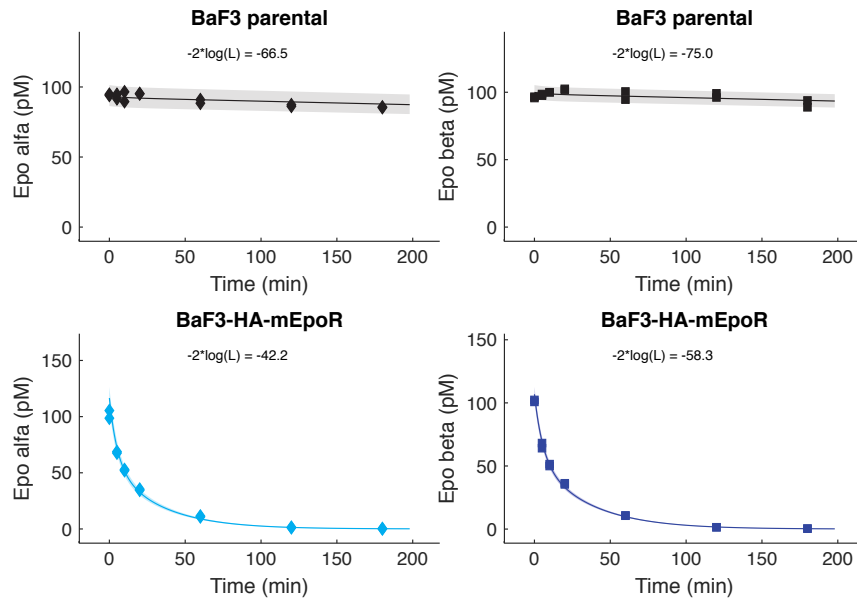 BaF3 parental
-2*log(L) = -66.5
Epo alfa (pM)
100
50
0
0 50 100 150 200
Time (min)
BaF3 parental
-2*log(L) = -75.0
Epo beta (pM)
100
50
0
0 50 100 150 200
Time (min)
BaF3-HA-mEpoR
-2*log(L) = -42.2
Epo alfa (pM)
150
100
50
0
0 50 100 150 200
Time (min)
BaF3-HA-mEpoR
-2*log(L) = -58.3
Epo beta (pM)
150
100
50
0
0 50 100 150 200
Time (min)